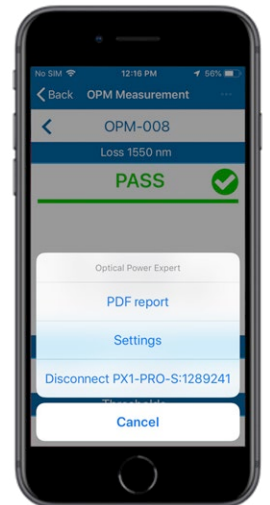 No SIM 12:16 PM 56%
Back OPM Measurement ...
OPM-008
Loss 1550 nm
PASS
Optical Power Expert
PDF report
Settings
Disconnect PX1-PRO-S:1289241
Thresholds
Cancel